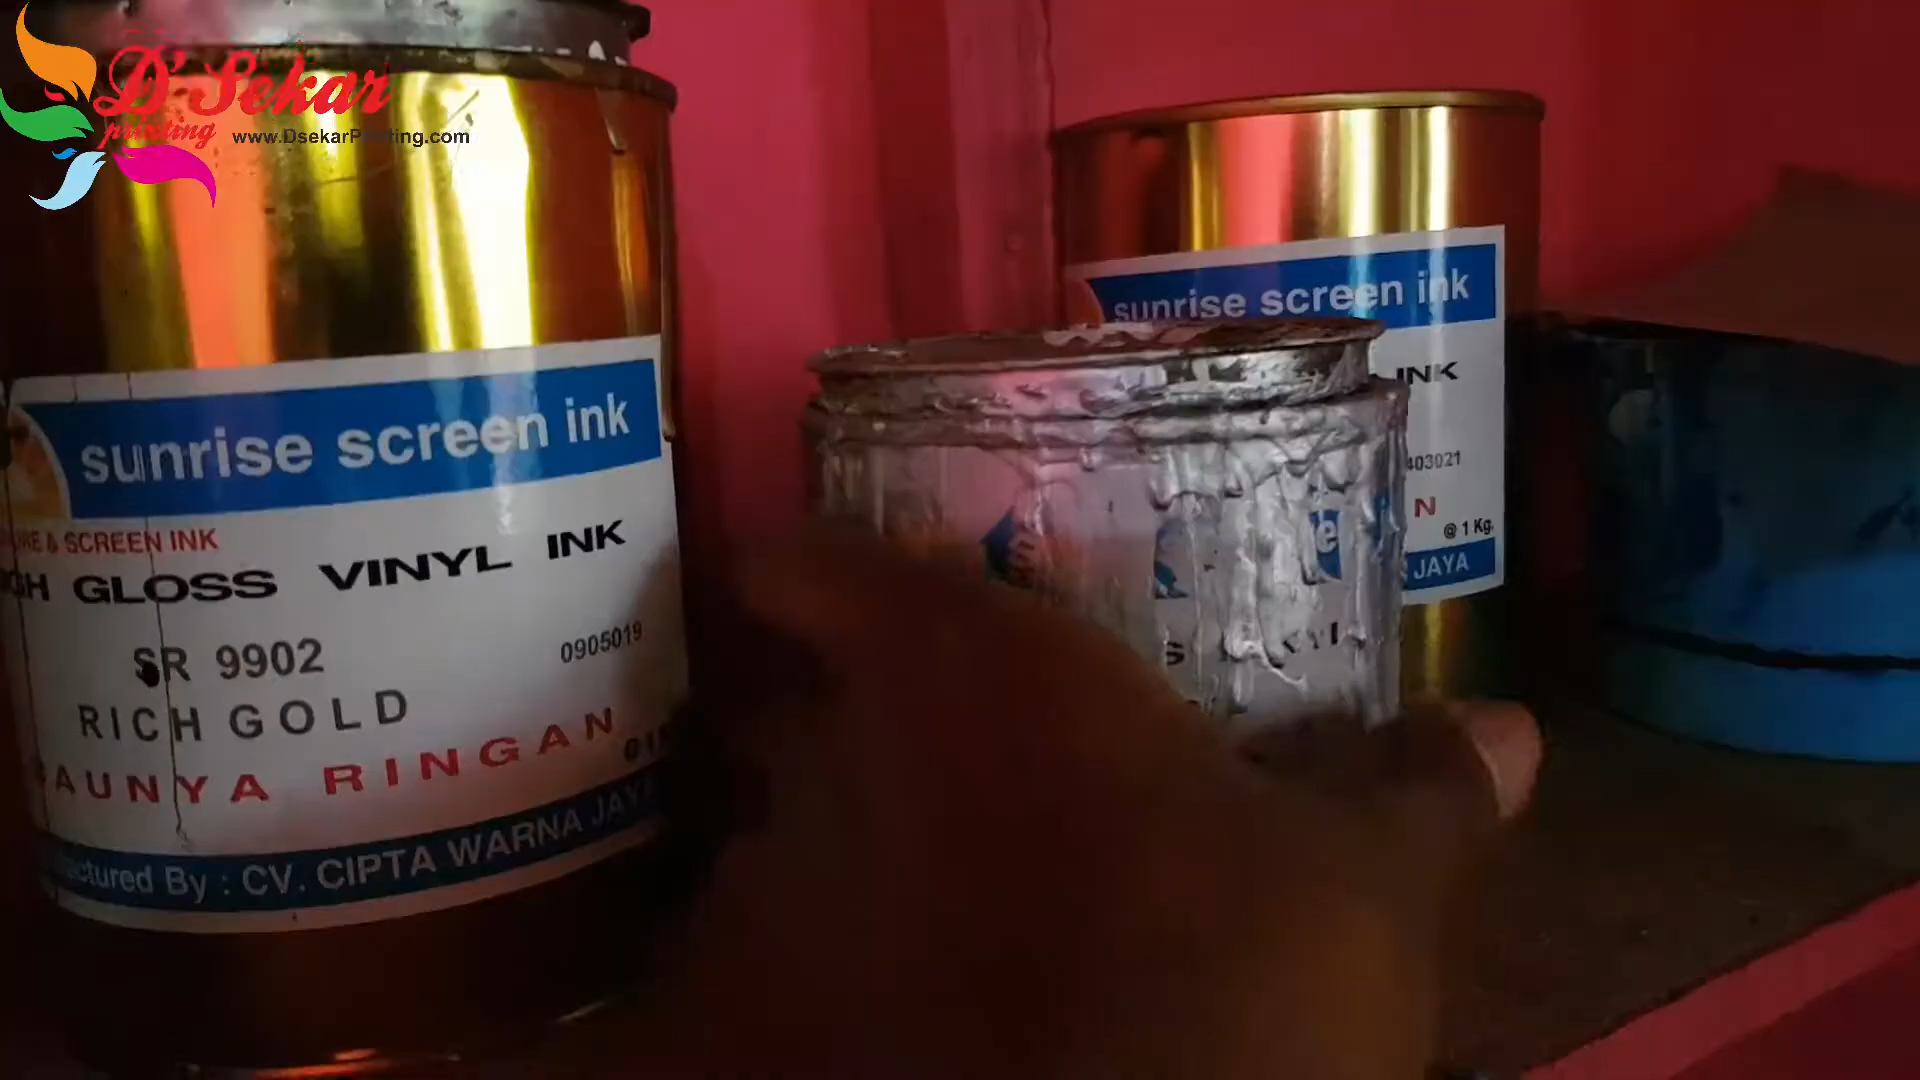 D'Sekar
printing
www.DsekarPrinting.com
sunrise screen ink
& SCREEN INK
GLOSS VINYL INK
SR 9902
0905019
RICH GOLD
RINGAN
By : CV. CIPTA WARNA
sunrise screen ink
INK
403021
N
@ 1 Kg.
JAYA